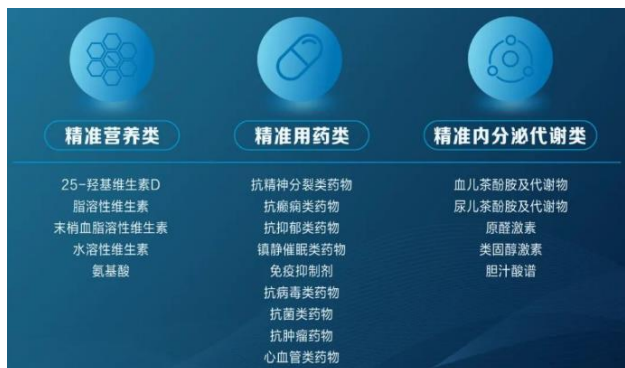 精准营养类
25-羟基维生素D
脂溶性维生素
末梢血脂溶性维生素
水溶性维生素
氨基酸
精准用药类
抗精神分裂类药物
抗癫痫类药物
抗抑郁类药物
镇静催眠类药物
免疫抑制剂
抗病毒类药物
抗菌类药物
抗肿瘤药物
心血管类药物
精准内分泌代谢类
血儿茶酚胺及代谢物
尿儿茶酚胺及代谢物
原醛激素
类固醇激素
胆汁酸谱